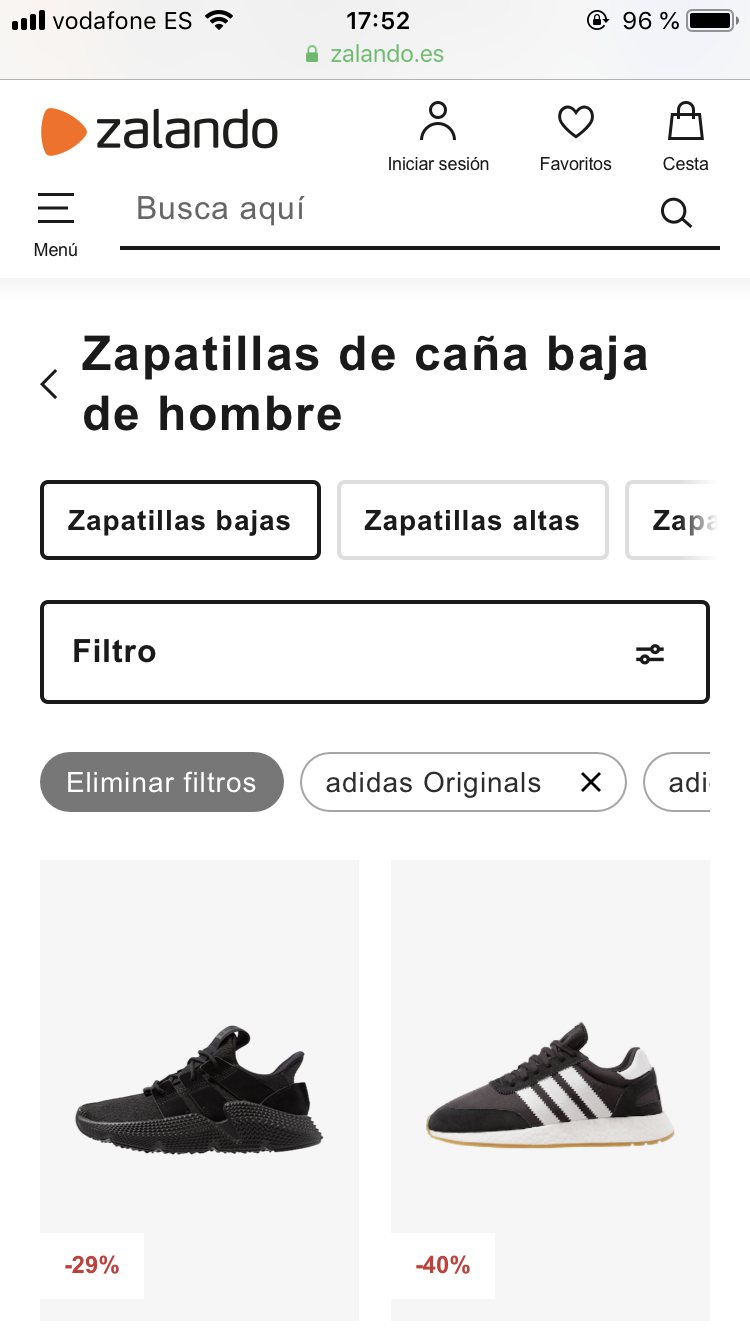 vodafone ES 17:52 96 %
zalando.es
zalando
Iniciar sesión Favoritos Cesta
Busca aquí
Menú
Zapatillas de caña baja
de hombre
Zapatillas bajas Zapatillas altas Zapa
Filtro
Eliminar filtros adidas Originals adi
-29% -40%